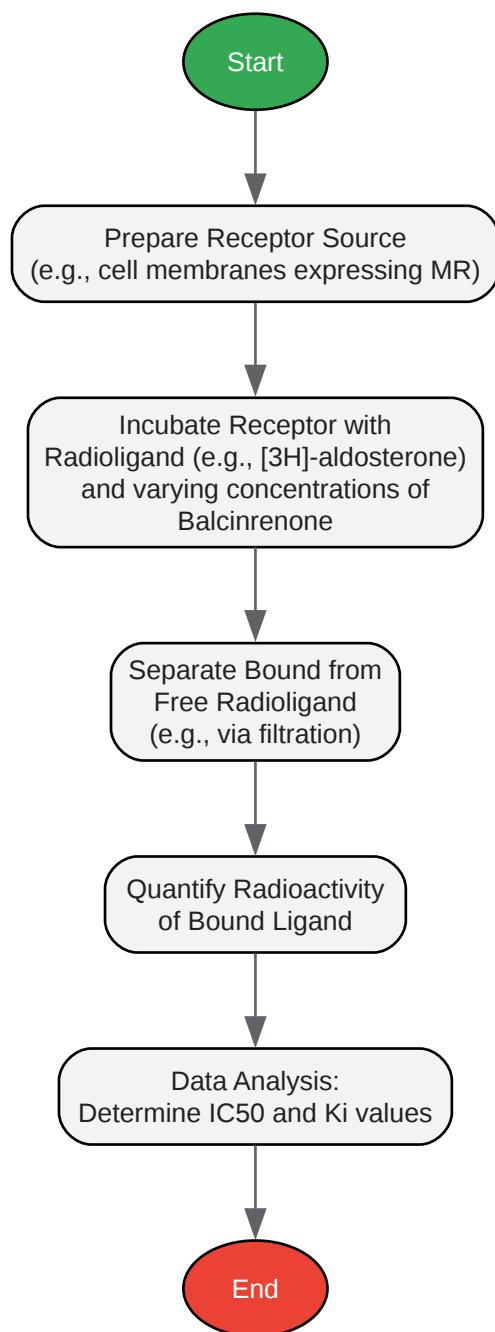 Start
Prepare Receptor Source
(e.g., cell membranes expressing MR)
Incubate Receptor with
Radioligand (e.g., [3H]-aldosterone)
and varying concentrations of
Balcinrenone
Separate Bound from
Free Radioligand
(e.g., via filtration)
Quantify Radioactivity
of Bound Ligand
Data Analysis:
Determine IC50 and Ki values
End